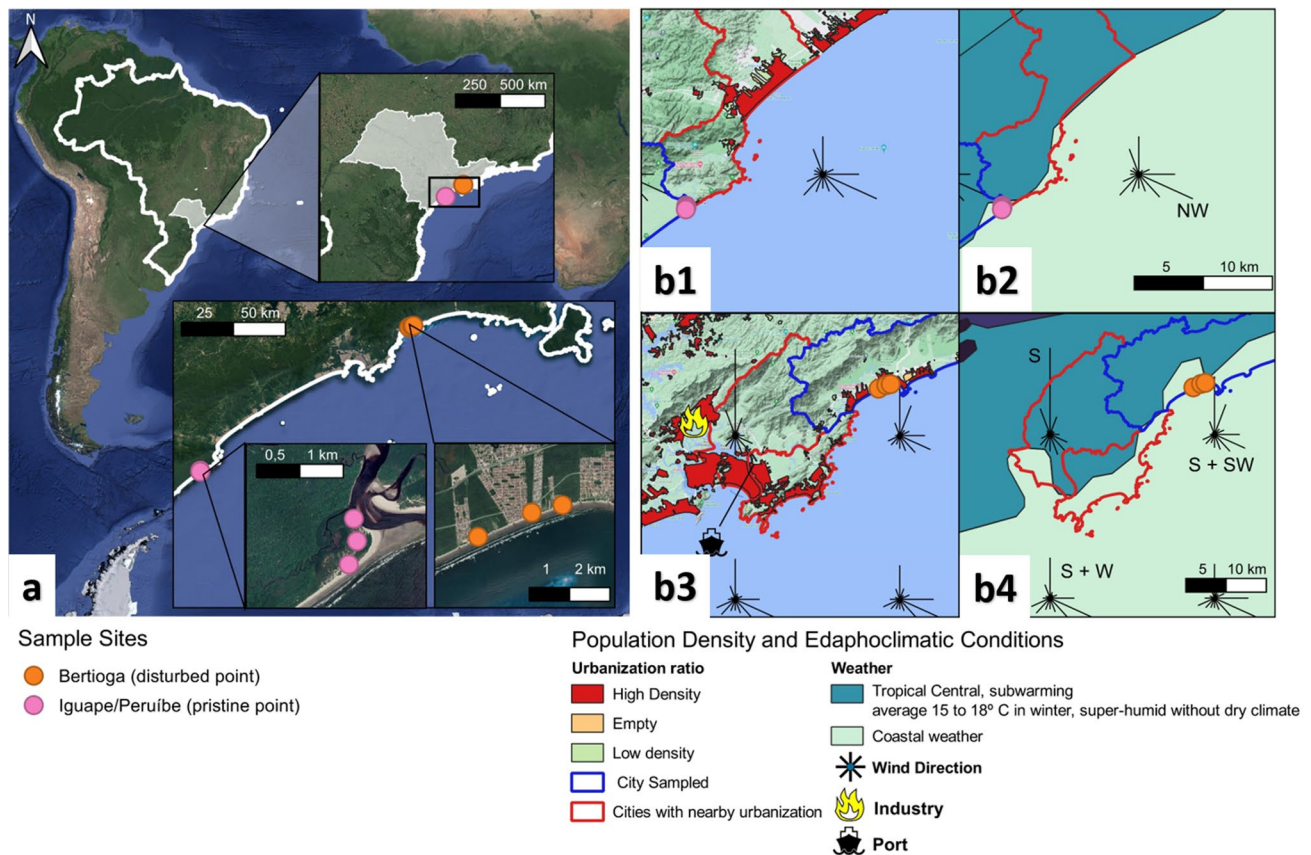 N
250 500 km
25 50 km
0,5 1 km
1 2 km
a
b1
NW
5 10 km
b2
b3
S
S + SW
S + W
5 10 km
b4
Sample Sites
Bertioga (disturbed point)
Iguape/Peruíbe (pristine point)
Population Density and Edaphoclimatic Conditions
Urbanization ratio
High Density
Empty
Low density
City Sampled
Cities with nearby urbanization
Weather
Tropical Central, subwarming
average 15 to 18º C in winter, super-humid without dry climate
Coastal weather
Wind Direction
Industry
Port